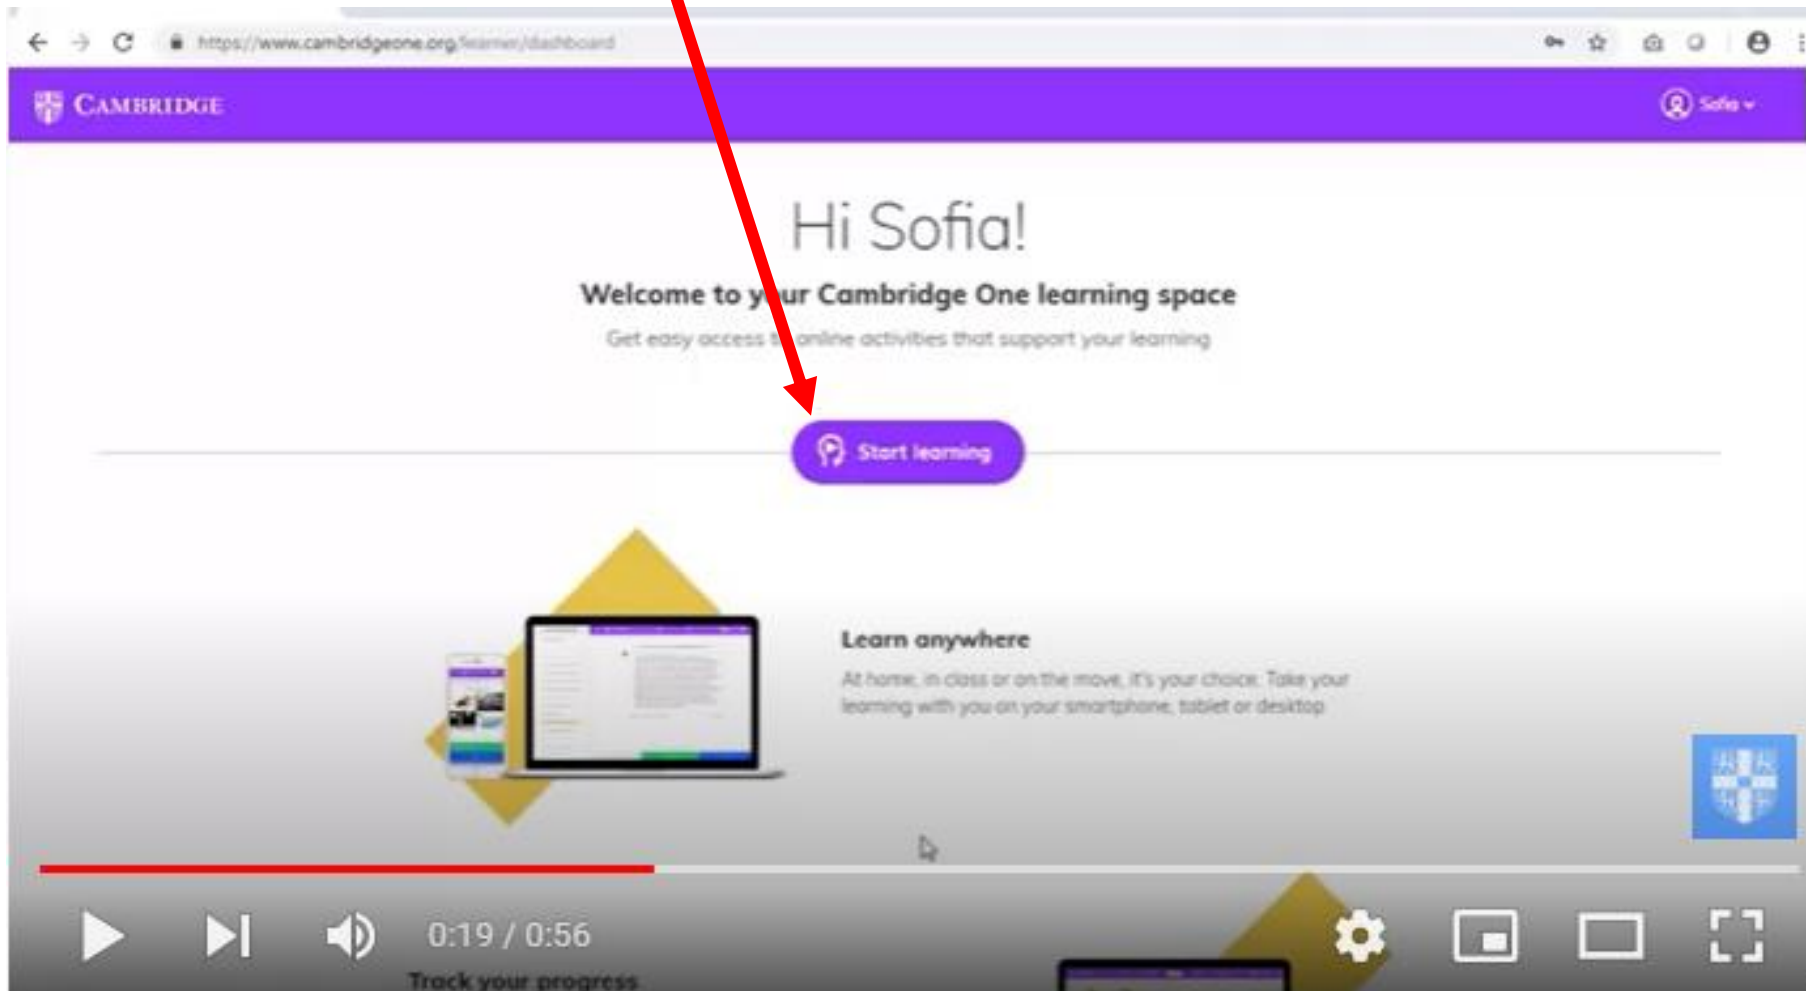 https://www.cambridgeone.org/learner/dashboard
CAMBRIDGE
Sofia
Hi Sofia!
Welcome to your Cambridge One learning space
Get easy access to online activities that support your learning
Start learning
Learn anywhere
At home, in class or on the move, it's your choice. Take your
learning with you on your smartphone, tablet or desktop
0:19 / 0:56
Track your progress